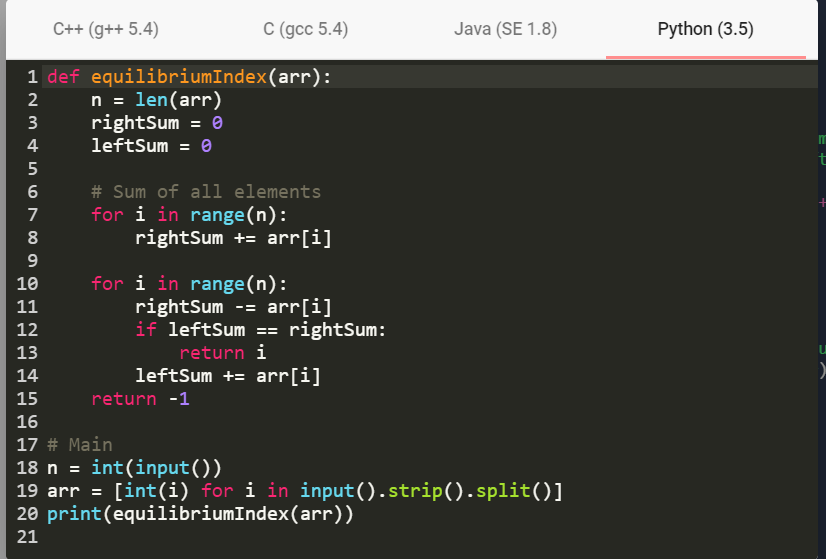 C++ (g++ 5.4) C (gcc 5.4) Java (SE 1.8) Python (3.5)
1 def equilibriumIndex(arr):
2     n = len(arr)
3     rightSum = 0
4     leftSum = 0
5
6     # Sum of all elements
7     for i in range(n):
8         rightSum += arr[i]
9
10     for i in range(n):
11         rightSum -= arr[i]
12         if leftSum == rightSum:
13             return i
14         leftSum += arr[i]
15     return -1
16
17 # Main
18 n = int(input())
19 arr = [int(i) for i in input().strip().split()]
20 print(equilibriumIndex(arr))
21